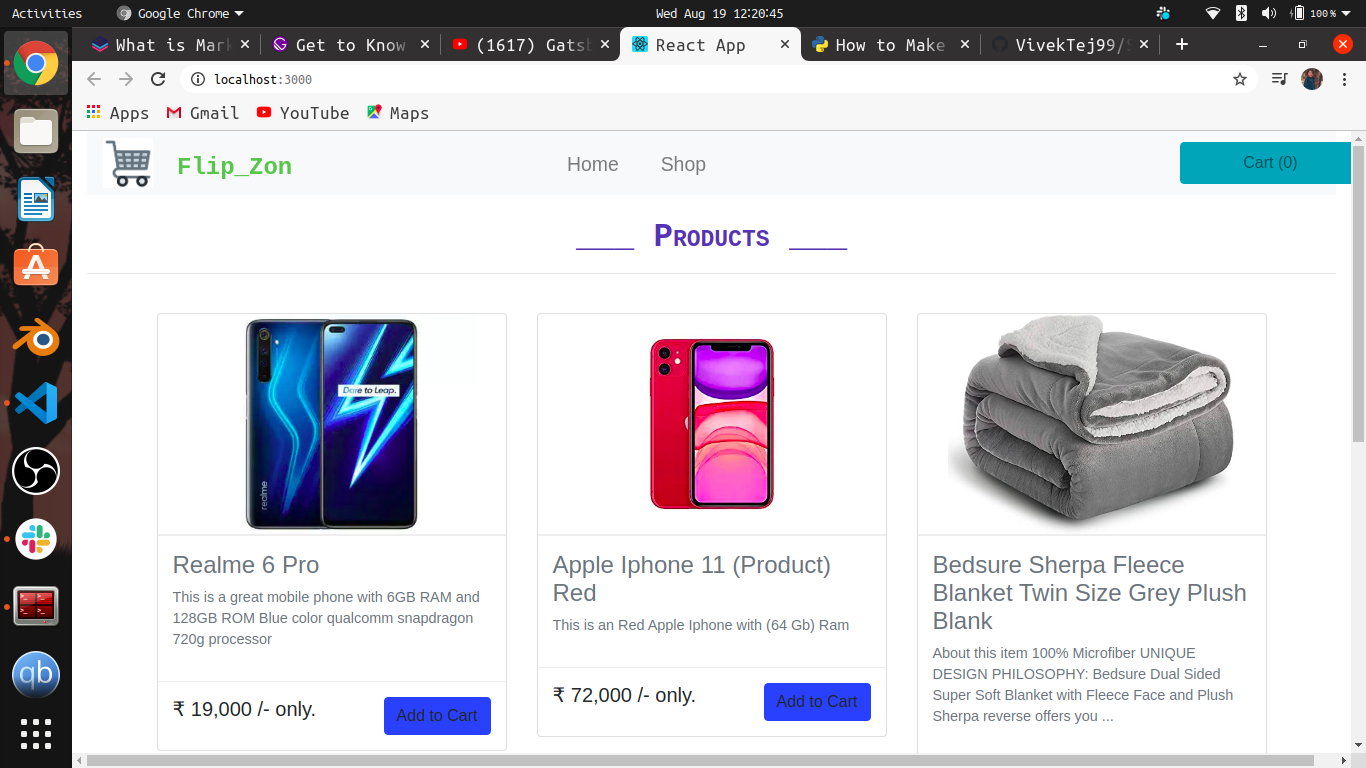 Activities
Google Chrome
Wed Aug 19 12:20:45
100 %
What is Mark
Get to Know
(1617) Gatsb
React App
How to Make
VivekTej99/S
localhost:3000
Apps
Gmail
YouTube
Maps
Flip_Zon
Home
Shop
Cart (0)
____ Products ____
Dare to Leap.
realme
Realme 6 Pro
This is a great mobile phone with 6GB RAM and
128GB ROM Blue color qualcomm snapdragon
720g processor
₹ 19,000 /- only.
Add to Cart
Apple Iphone 11 (Product)
Red
This is an Red Apple Iphone with (64 Gb) Ram
₹ 72,000 /- only.
Add to Cart
Bedsure Sherpa Fleece
Blanket Twin Size Grey Plush
Blank
About this item 100% Microfiber UNIQUE
DESIGN PHILOSOPHY: Bedsure Dual Sided
Super Soft Blanket with Fleece Face and Plush
Sherpa reverse offers you ...
qb